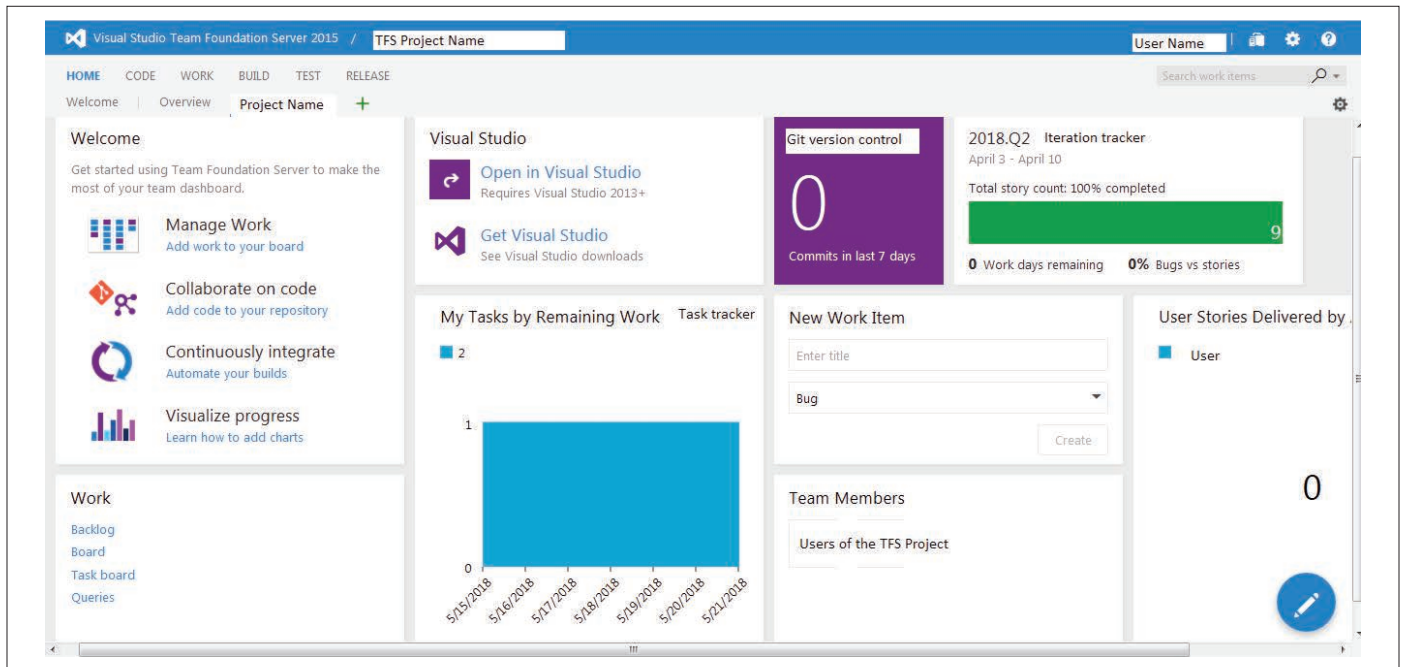 Visual Studio Team Foundation Server 2015 / TFS Project Name
User Name
HOME CODE WORK BUILD TEST RELEASE
Search work items
Welcome Overview Project Name +
Welcome
Get started using Team Foundation Server to make the
most of your team dashboard.
Manage Work
Add work to your board
Collaborate on code
Add code to your repository
Continuously integrate
Automate your builds
Visualize progress
Learn how to add charts
Work
Backlog
Board
Task board
Queries
Visual Studio
Open in Visual Studio
Requires Visual Studio 2013+
Get Visual Studio
See Visual Studio downloads
My Tasks by Remaining Work Task tracker
2
1
0
5/15/2018
5/16/2018
5/17/2018
5/18/2018
5/19/2018
5/20/2018
5/21/2018
Git version control
0
Commits in last 7 days
2018.Q2 Iteration tracker
April 3 - April 10
Total story count: 100% completed
9
0 Work days remaining 0% Bugs vs stories
New Work Item
Enter title
Bug
Create
Team Members
Users of the TFS Project
User Stories Delivered by
User
0